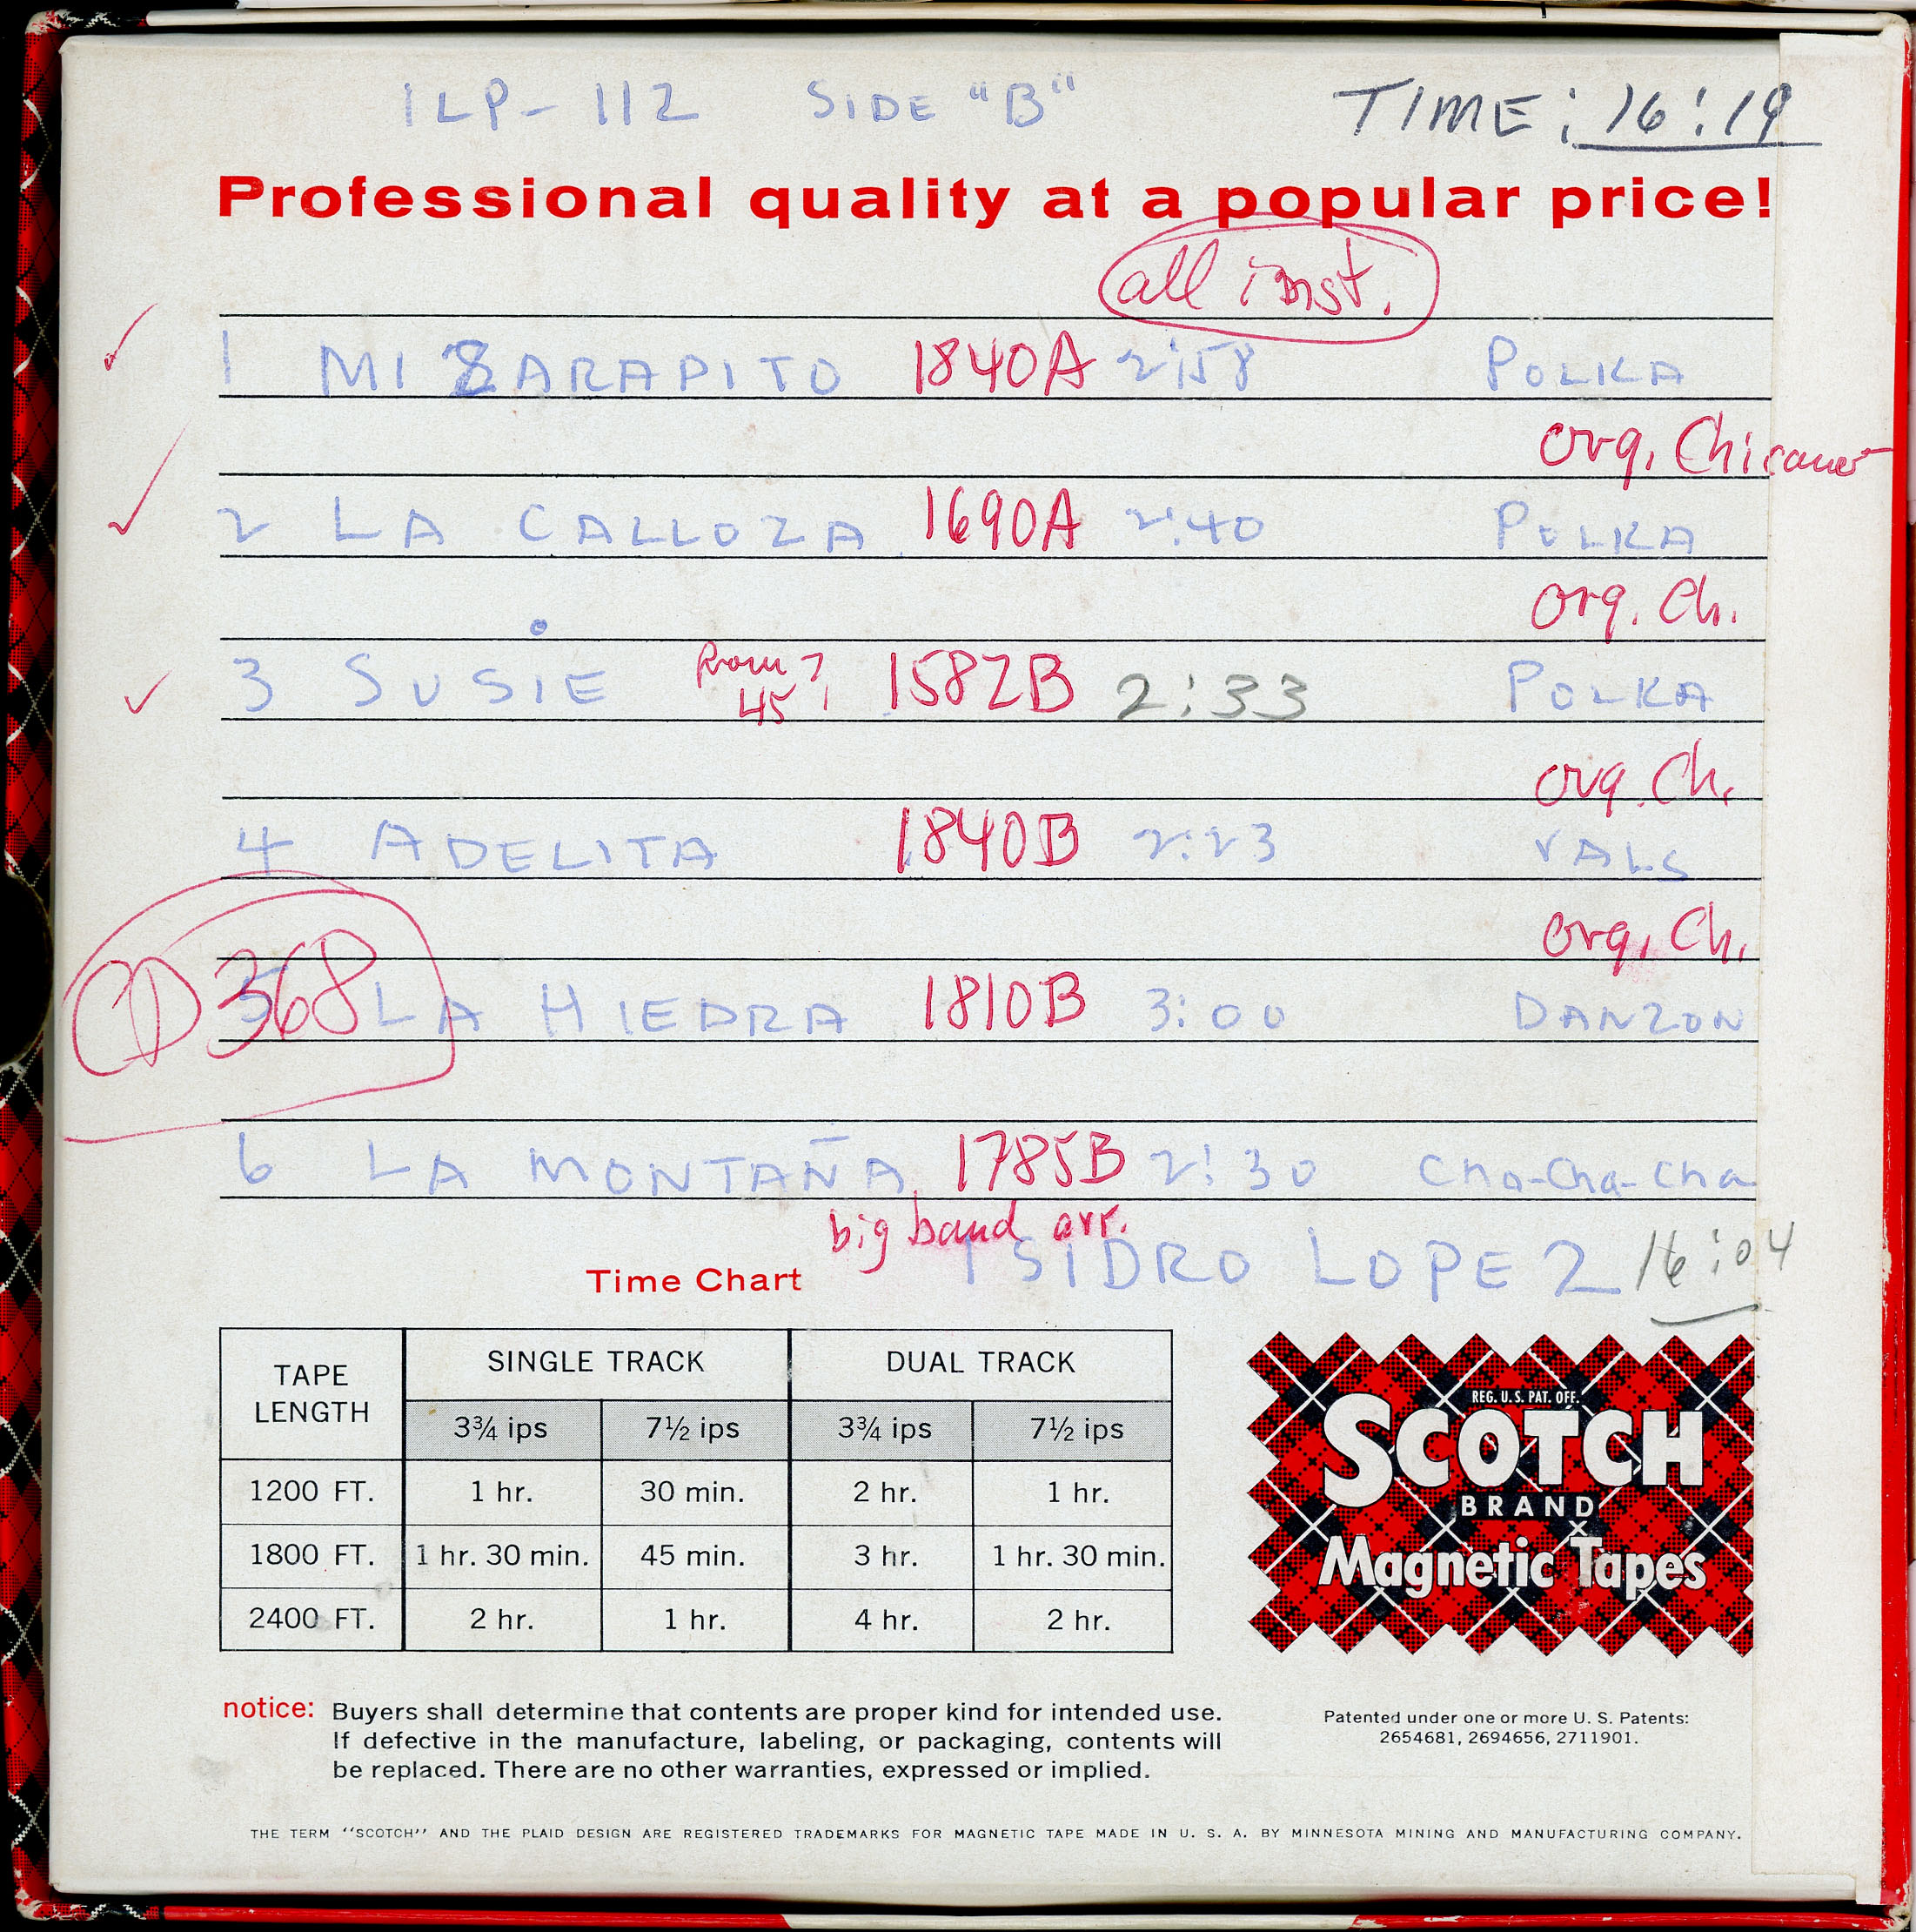 ILP-112 SIDE "B" TIME: 16:19
Professional quality at a popular price!
all inst.
1 MI ZARAPITO 1840A 2:58 POLKA
org. Chicano
2 LA CALLOZA 1690A 2:40 POLKA
org. Ch.
3 SUSIE from 45 ? 1582B 2:33 POLKA
org. Ch.
4 ADELITA 1840B 2:23 VALS
org. Ch.
CD 368
5 LA HIEDRA 1810B 3:00 DANZON
6 LA MONTAÑA 1785B 2:30 Cha-Cha-Cha
big band arr.
ISIDRO LOPEZ 16:04
Time Chart
TAPE LENGTH SINGLE TRACK DUAL TRACK
3¾ ips 7½ ips 3¾ ips 7½ ips
1200 FT. 1 hr. 30 min. 2 hr. 1 hr.
1800 FT. 1 hr. 30 min. 45 min. 3 hr. 1 hr. 30 min.
2400 FT. 2 hr. 1 hr. 4 hr. 2 hr.
REG. U.S. PAT. OFF.
SCOTCH
BRAND
Magnetic Tapes
notice: Buyers shall determine that contents are proper kind for intended use.
If defective in the manufacture, labeling, or packaging, contents will
be replaced. There are no other warranties, expressed or implied.
Patented under one or more U. S. Patents:
2654681, 2694656, 2711901.
THE TERM "SCOTCH" AND THE PLAID DESIGN ARE REGISTERED TRADEMARKS FOR MAGNETIC TAPE MADE IN U. S. A. BY MINNESOTA MINING AND MANUFACTURING COMPANY.